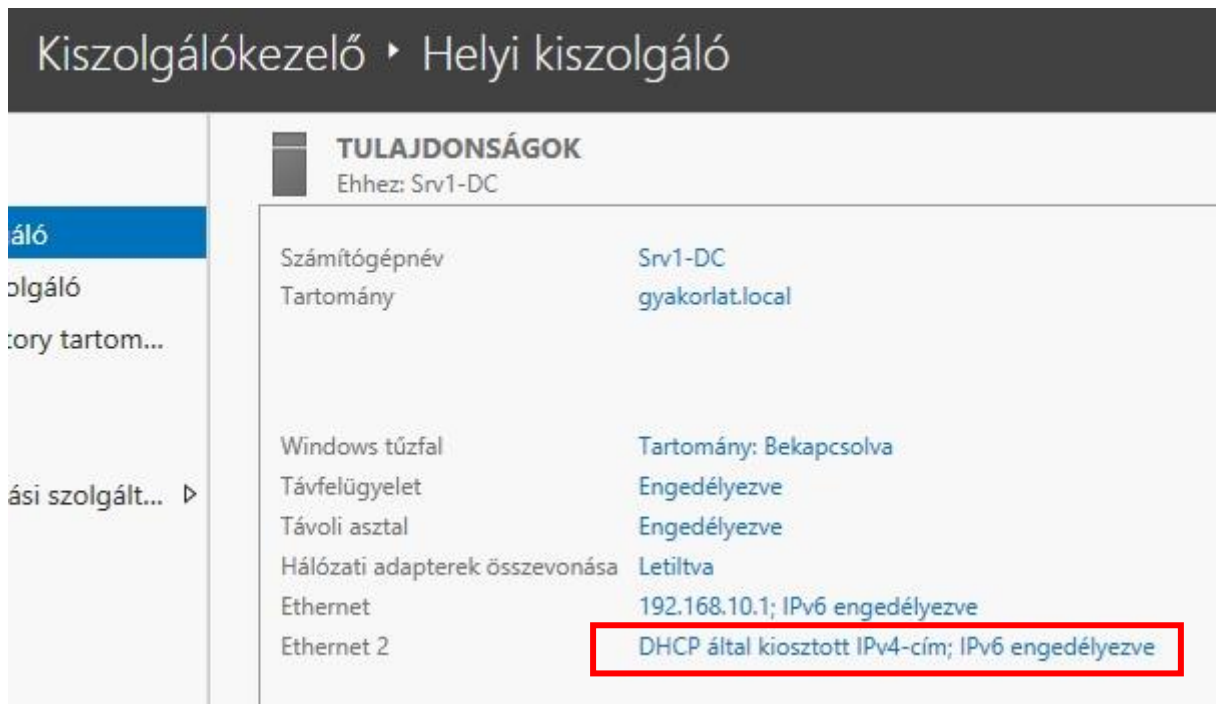 Kiszolgálókezelő ‣ Helyi kiszolgáló
TULAJDONSÁGOK
Ehhez: Srv1-DC
áló
olgáló
tory tartom...
ási szolgált...
Számítógépnév Srv1-DC
Tartomány gyakorlat.local
Windows tűzfal Tartomány: Bekapcsolva
Távfelügyelet Engedélyezve
Távoli asztal Engedélyezve
Hálózati adapterek összevonása Letiltva
Ethernet 192.168.10.1; IPv6 engedélyezve
Ethernet 2 DHCP által kiosztott IPv4-cím; IPv6 engedélyezve